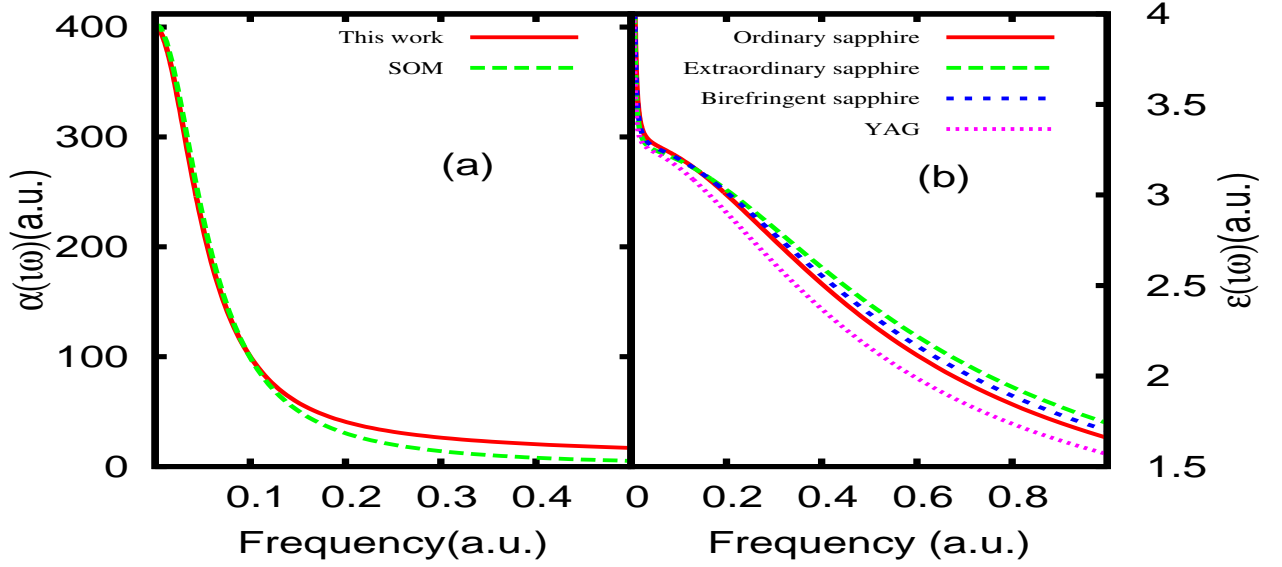 400
300
200
100
0
α(ιω)(a.u.)
This work
SOM
(a)
0.1
0.2
0.3
0.4
Frequency(a.u.)
Ordinary sapphire
Extraordinary sapphire
Birefringent sapphire
YAG
(b)
0
0.2
0.4
0.6
0.8
Frequency (a.u.)
4
3.5
3
2.5
2
1.5
ε(ιω)(a.u.)